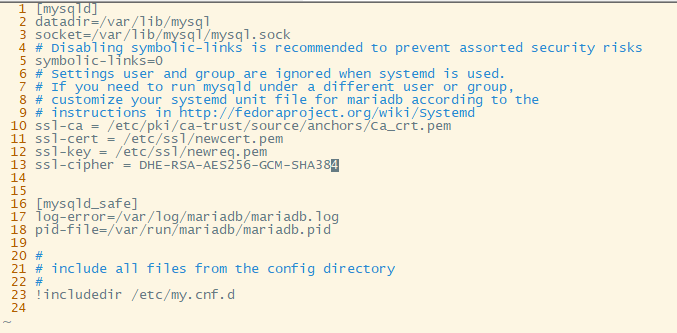 1 [mysqld]
2 datadir=/var/lib/mysql
3 socket=/var/lib/mysql/mysql.sock
4 # Disabling symbolic-links is recommended to prevent assorted security risks
5 symbolic-links=0
6 # Settings user and group are ignored when systemd is used.
7 # If you need to run mysqld under a different user or group,
8 # customize your systemd unit file for mariadb according to the
9 # instructions in http://fedoraproject.org/wiki/Systemd
10 ssl-ca = /etc/pki/ca-trust/source/anchors/ca_crt.pem
11 ssl-cert = /etc/ssl/newcert.pem
12 ssl-key = /etc/ssl/newreq.pem
13 ssl-cipher = DHE-RSA-AES256-GCM-SHA384
14
15
16 [mysqld_safe]
17 log-error=/var/log/mariadb/mariadb.log
18 pid-file=/var/run/mariadb/mariadb.pid
19
20 #
21 # include all files from the config directory
22 #
23 !includedir /etc/my.cnf.d
24
~